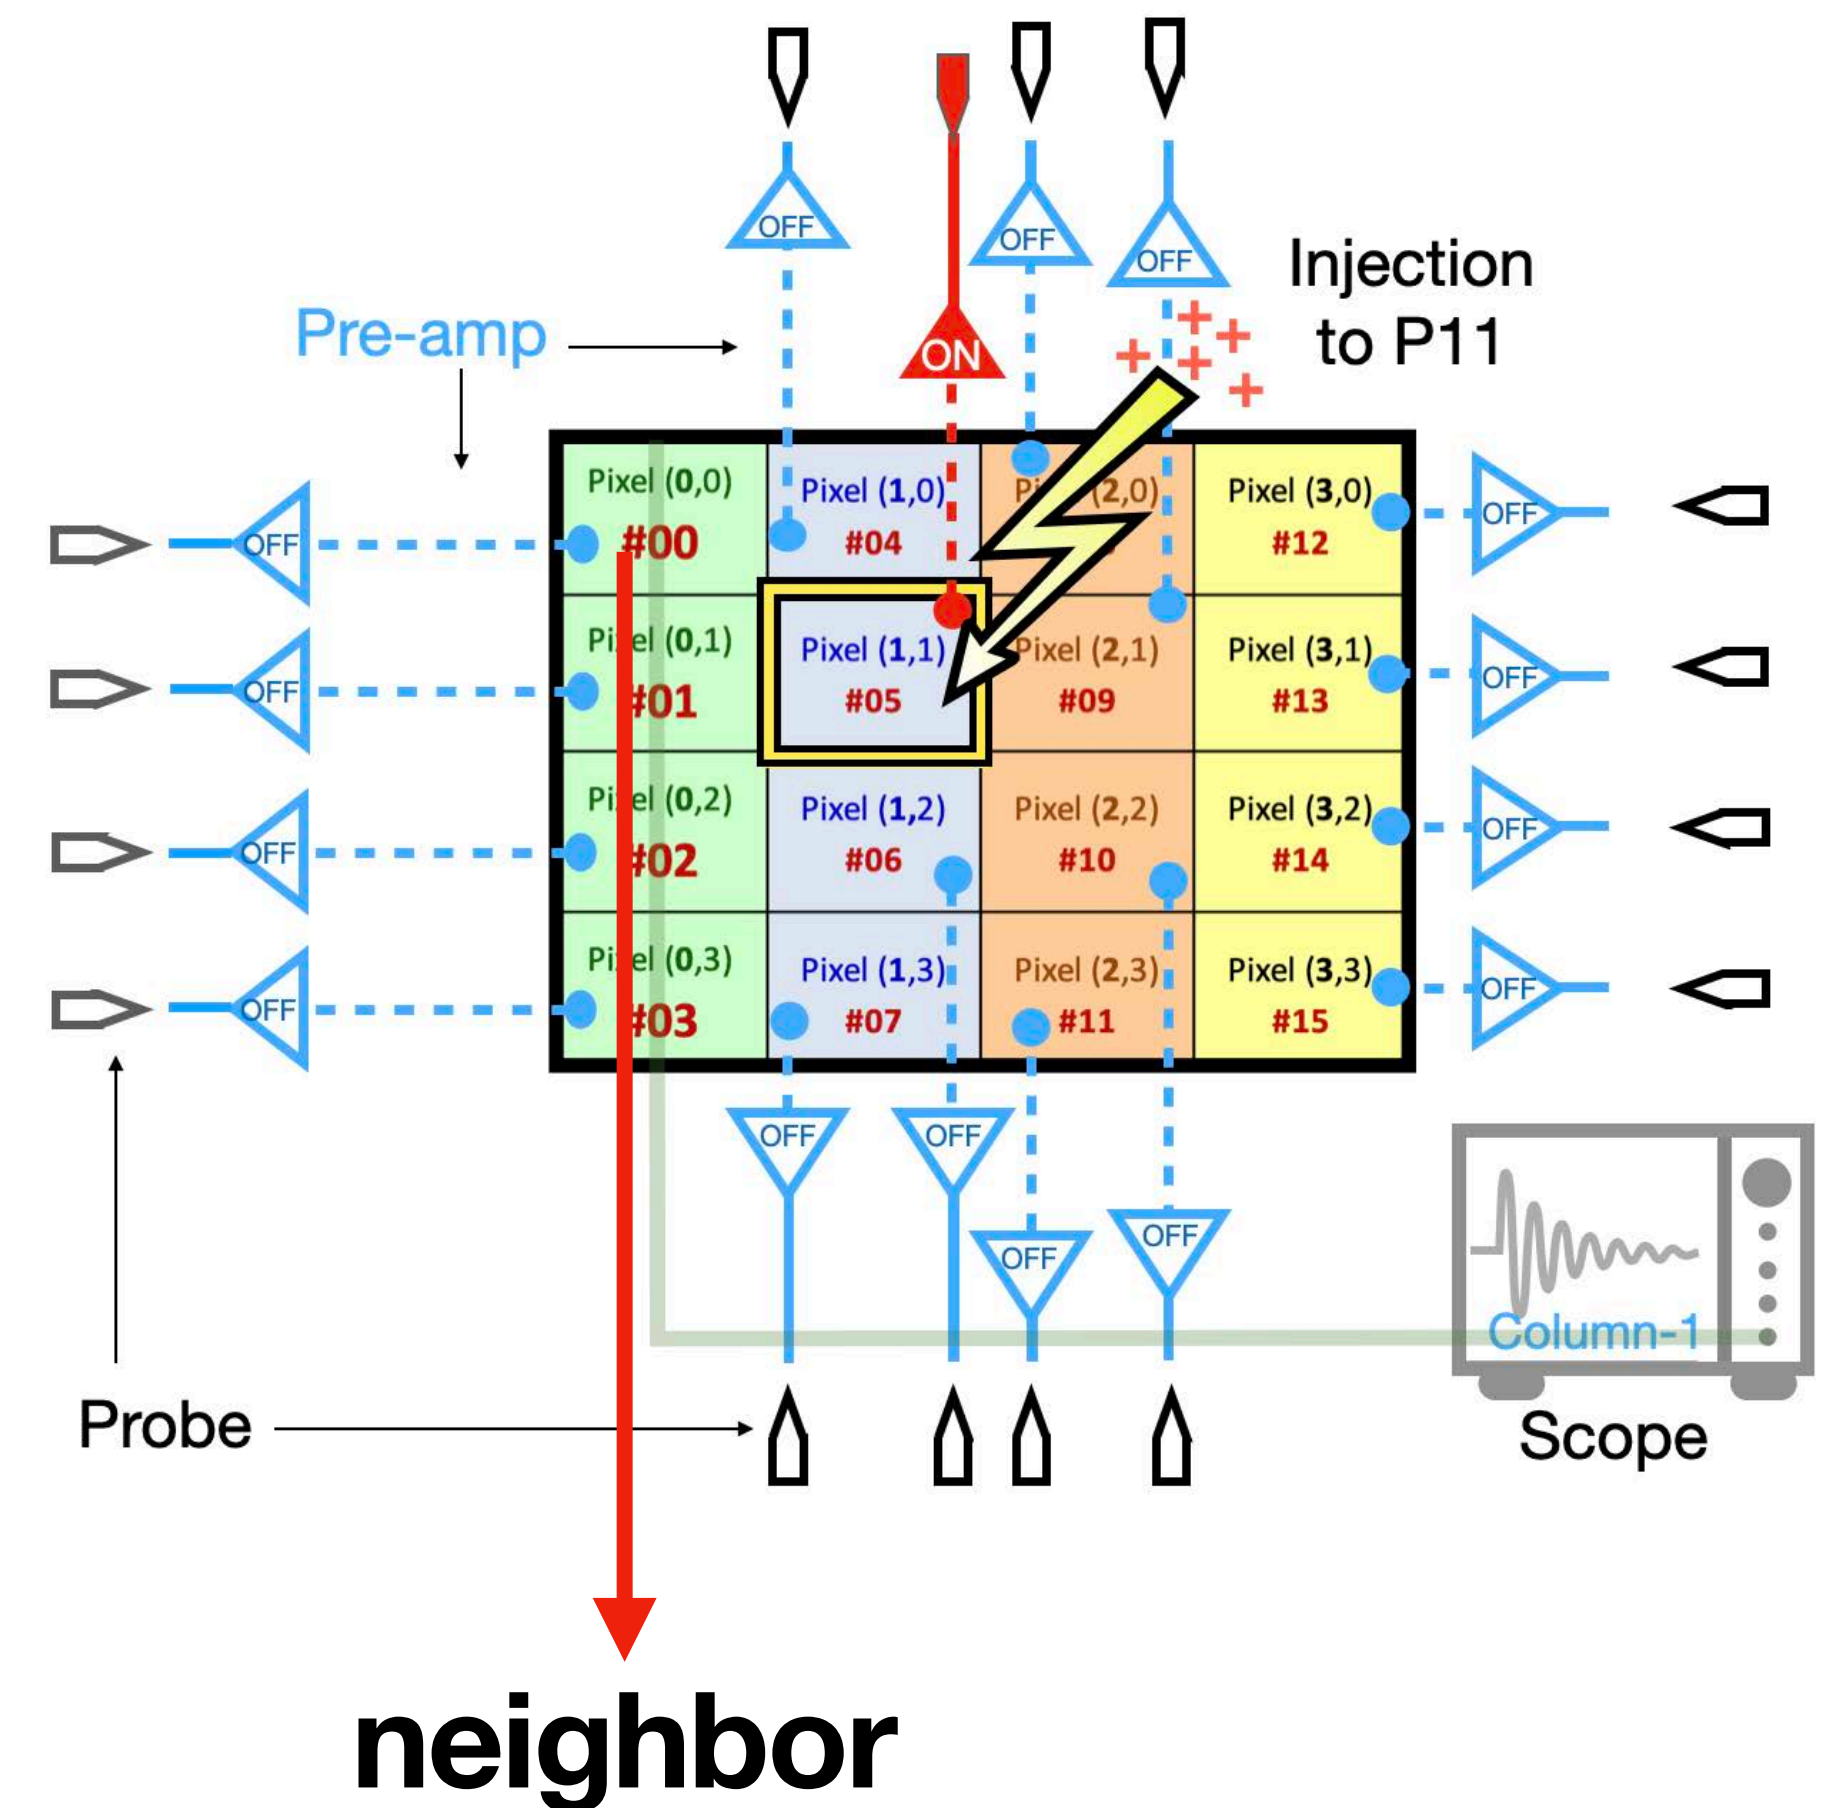 OFF
OFF
OFF
Injection
to P11
Pre-amp
ON
Pixel (0,0)
#00
Pixel (1,0)
#04
(2,0)
Pixel (3,0)
#12
OFF
OFF
Pixel (0,1)
#01
Pixel (1,1)
#05
Pixel (2,1)
#09
Pixel (3,1)
#13
OFF
OFF
Pixel (0,2)
#02
Pixel (1,2)
#06
Pixel (2,2)
#10
Pixel (3,2)
#14
OFF
OFF
Pixel (0,3)
#03
Pixel (1,3)
#07
Pixel (2,3)
#11
Pixel (3,3)
#15
OFF
OFF
OFF
OFF
OFF
OFF
Column-1
Probe
Scope
neighbor